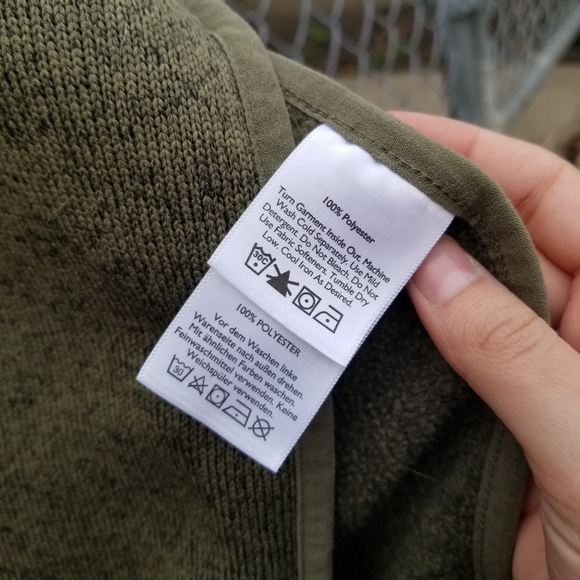 100% Polyester
Turn Garment Inside Out. Machine
Wash Cold Separately. Use Mild
Detergent. Do Not Bleach. Do Not
Use Fabric Softeners. Tumble Dry
Low. Cool Iron As Desired.
30C
100% POLYESTER
Vor dem Waschen linke
Warenseite nach außen drehen.
Mit ähnlichen Farben waschen.
Feinwaschmittel verwenden. Keine
Weichspüler verwenden.
30